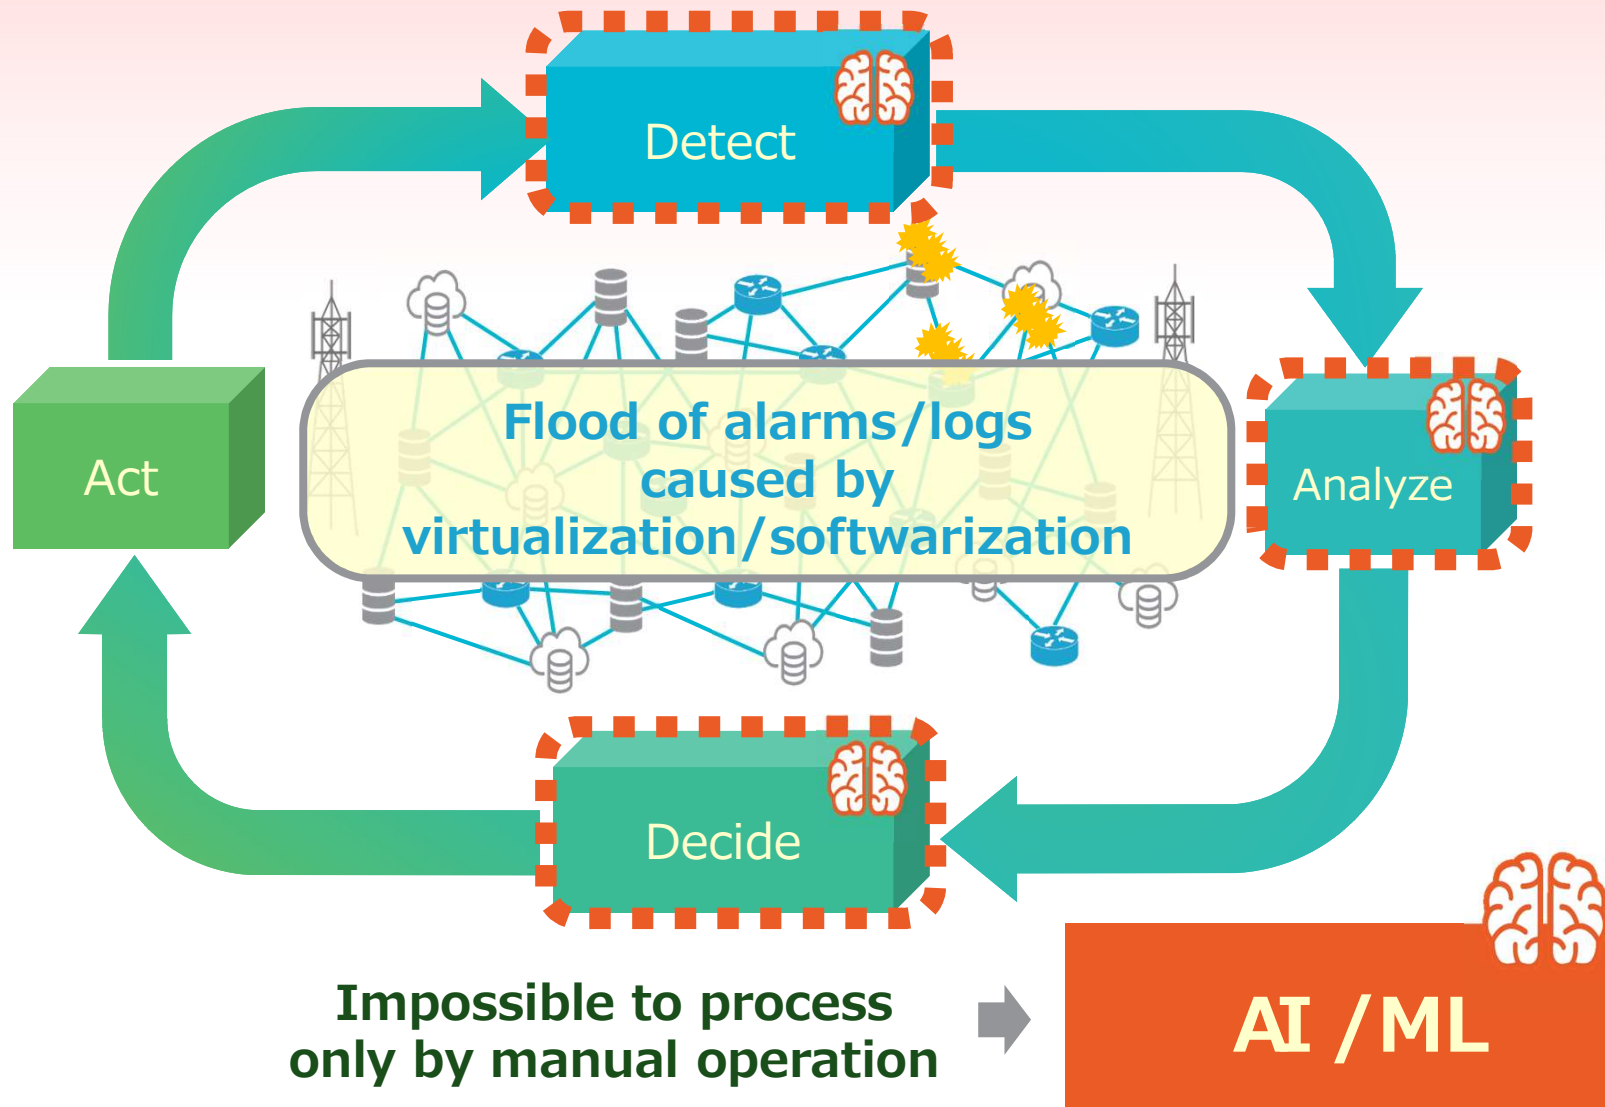 Detect
Flood of alarms/logs
caused by
virtualization/softwarization
Act
Analyze
Decide
Impossible to process
only by manual operation
AI /ML